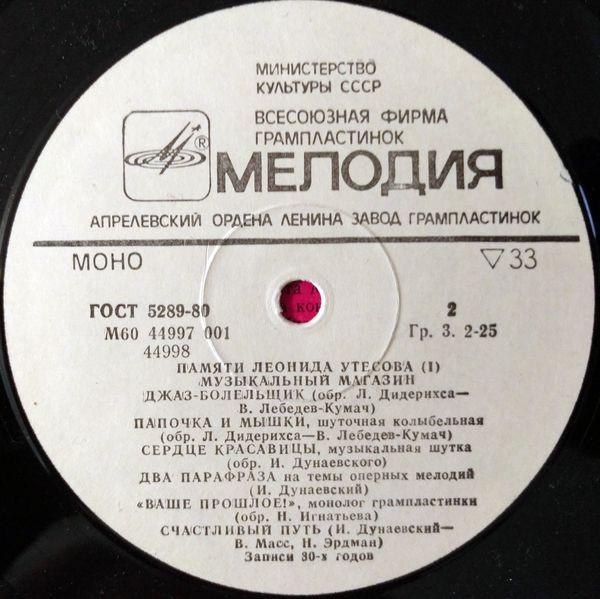 МИНИСТЕРСТВО
КУЛЬТУРЫ СССР
ВСЕСОЮЗНАЯ ФИРМА
ГРАМПЛАСТИНОК
®
МЕЛОДИЯ
АПРЕЛЕВСКИЙ ОРДЕНА ЛЕНИНА ЗАВОД ГРАМПЛАСТИНОК
МОНО ▽33
ГОСТ 5289-80 2
М60 44997 001 Гр. 3. 2-25
44998
ПАМЯТИ ЛЕОНИДА УТЕСОВА (1)
МУЗЫКАЛЬНЫЙ МАГАЗИН
ДЖАЗ-БОЛЕЛЬЩИК (обр. Л. Дидерихса—
В. Лебедев-Кумач)
ПАПОЧКА И МЫШКИ, шуточная колыбельная
(обр. Л. Дидерихса—В. Лебедев-Кумач)
СЕРДЦЕ КРАСАВИЦЫ, музыкальная шутка
(обр. И. Дунаевского)
ДВА ПАРАФРАЗА на темы оперных мелодий
(И. Дунаевский)
«ВАШЕ ПРОШЛОЕ!», монолог грампластинки
(обр. Н. Игнатьева)
СЧАСТЛИВЫЙ ПУТЬ (И. Дунаевский—
В. Масс, Н. Эрдман)
Записи 30-х годов